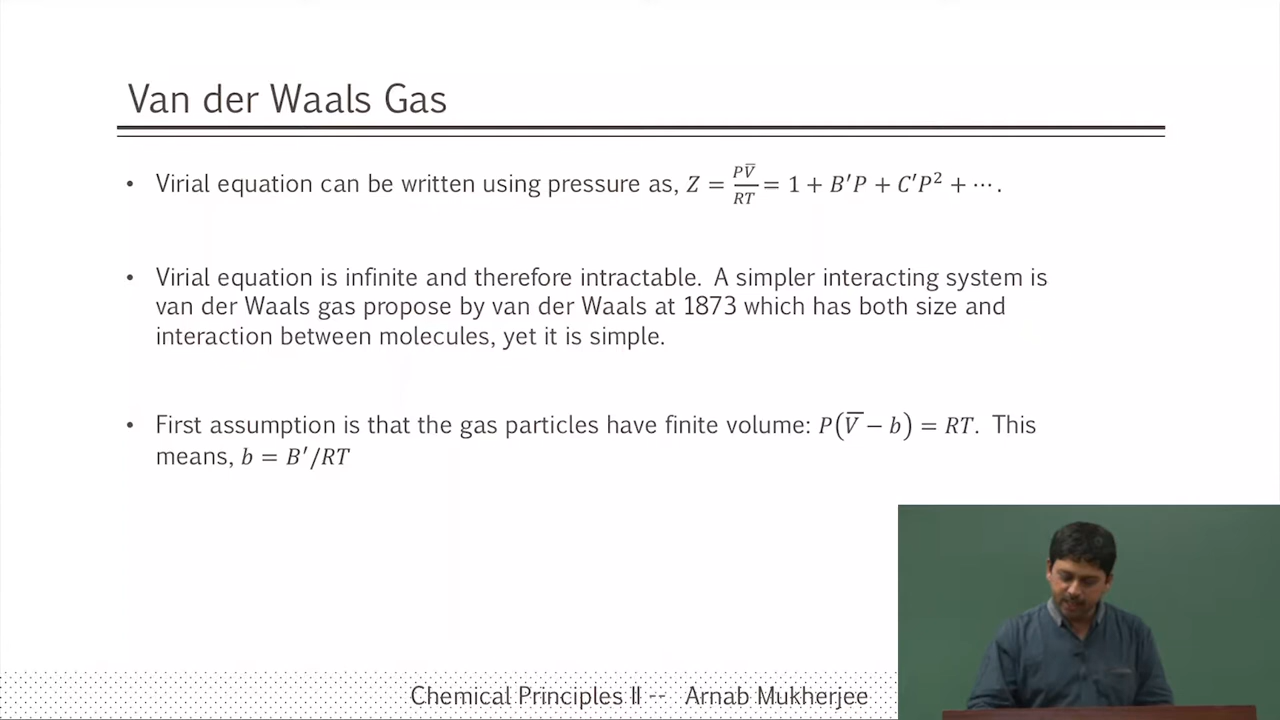 Van der Waals Gas
• Virial equation can be written using pressure as, Z = PV̅/RT = 1 + B′P + C′P² + ⋯.
• Virial equation is infinite and therefore intractable. A simpler interacting system is
van der Waals gas propose by van der Waals at 1873 which has both size and
interaction between molecules, yet it is simple.
• First assumption is that the gas particles have finite volume: P(V̅ − b) = RT. This
means, b = B′/RT
Chemical Principles II -- Arnab Mukherjee